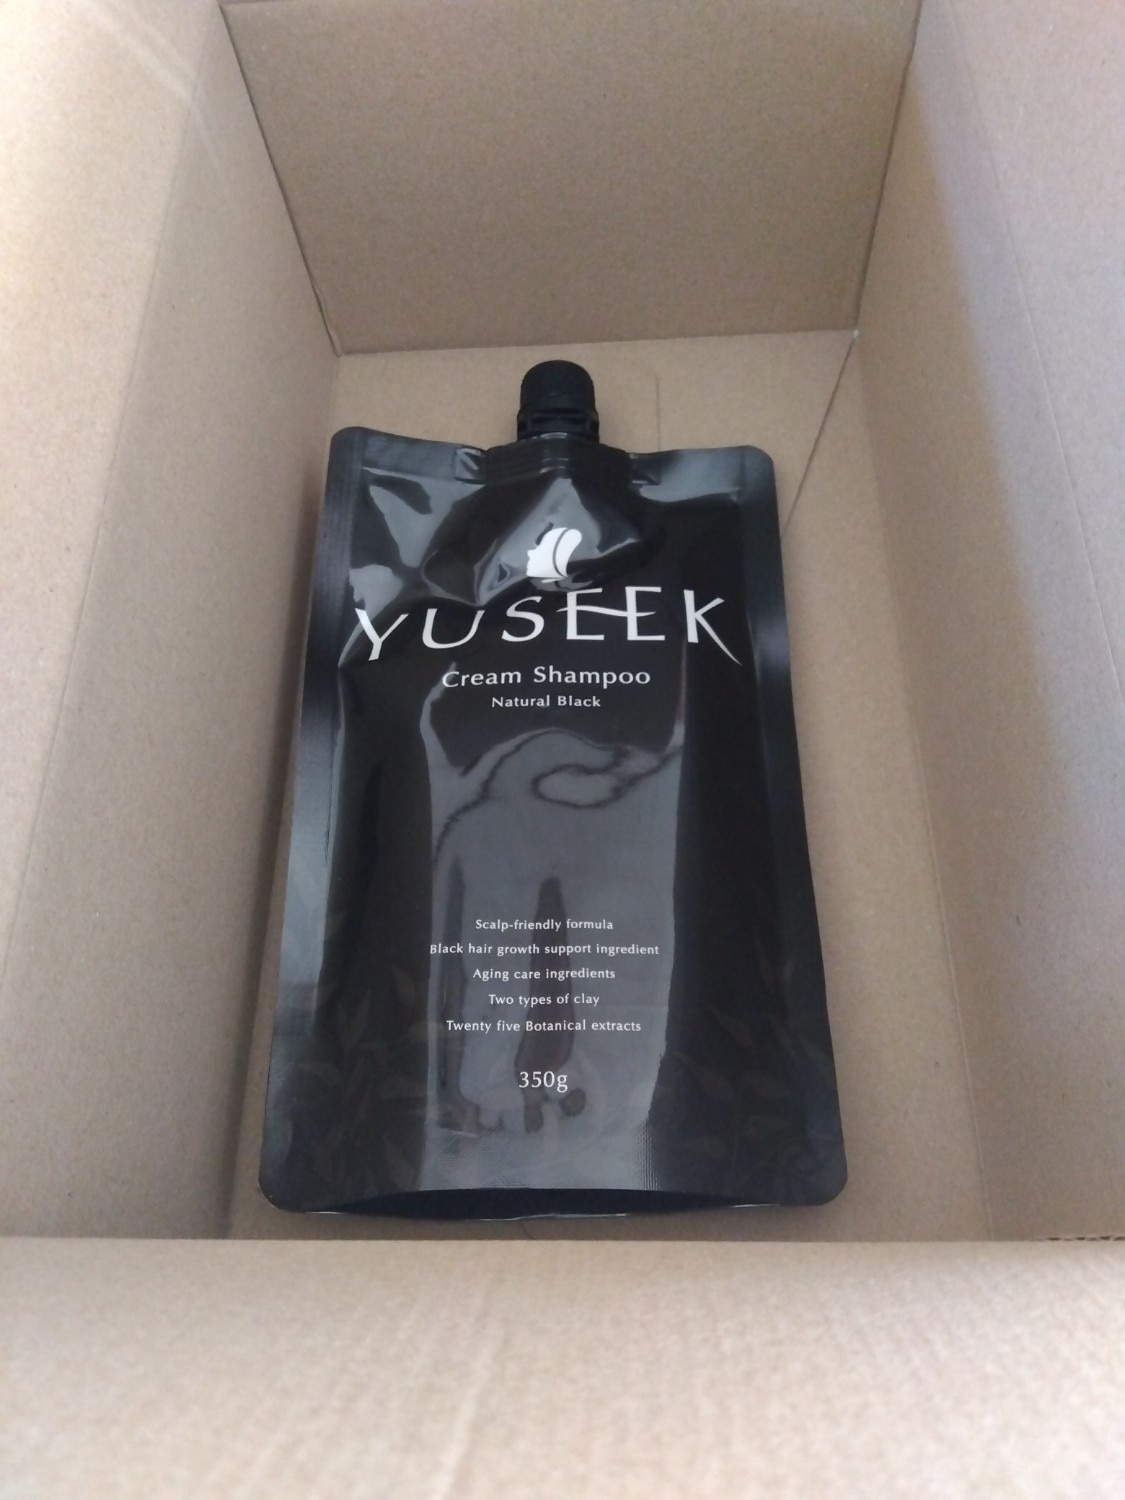 YUSEEK
Cream Shampoo
Natural Black
Scalp-friendly formula
Black hair growth support ingredient
Aging care ingredients
Two types of clay
Twenty five Botanical extracts
350g